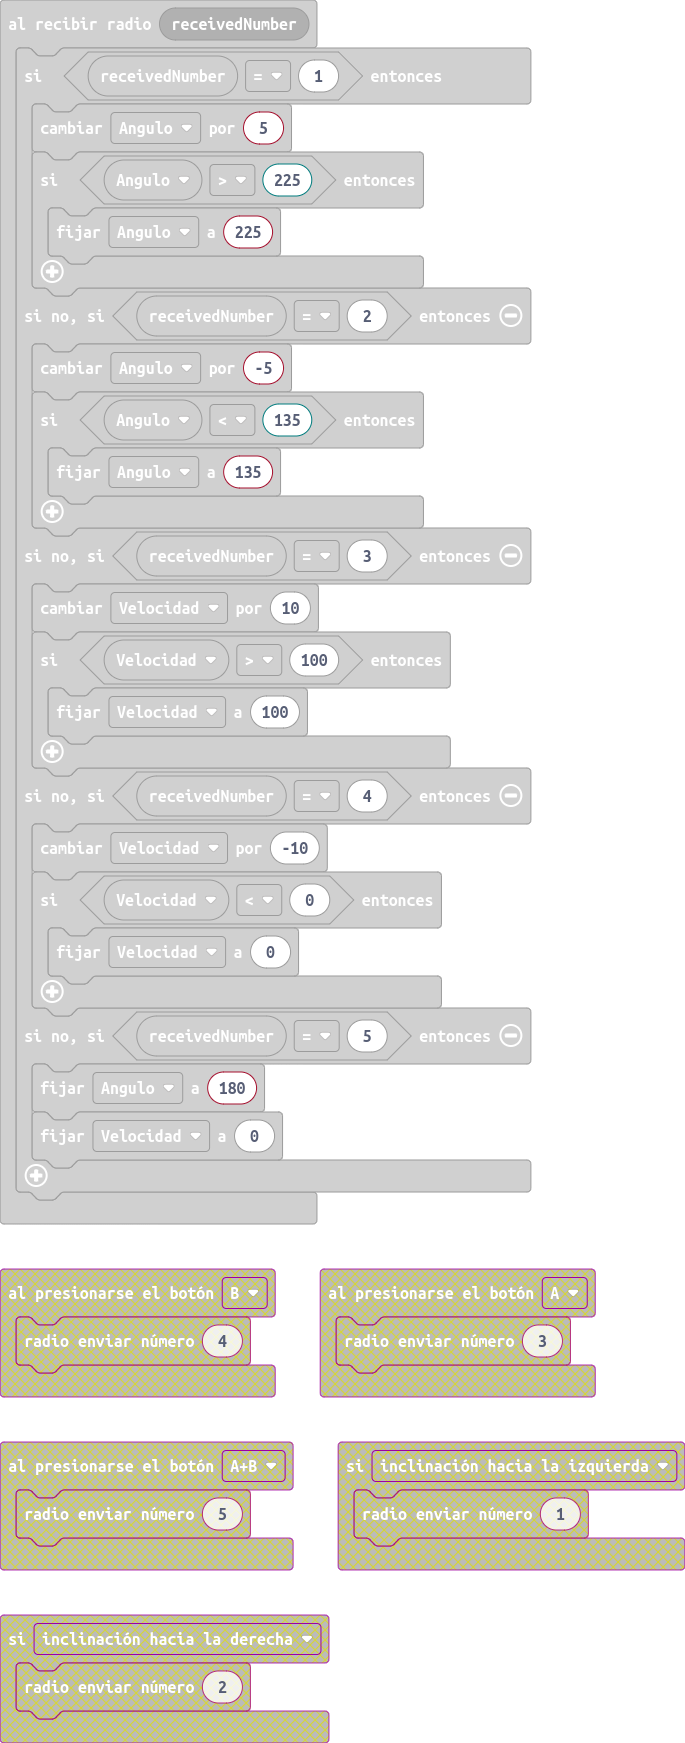 al recibir radio receivedNumber
si receivedNumber = 1 entonces
cambiar Angulo por 5
si Angulo > 225 entonces
fijar Angulo a 225
si no, si receivedNumber = 2 entonces
cambiar Angulo por -5
si Angulo < 135 entonces
fijar Angulo a 135
si no, si receivedNumber = 3 entonces
cambiar Velocidad por 10
si Velocidad > 100 entonces
fijar Velocidad a 100
si no, si receivedNumber = 4 entonces
cambiar Velocidad por -10
si Velocidad < 0 entonces
fijar Velocidad a 0
si no, si receivedNumber = 5 entonces
fijar Angulo a 180
fijar Velocidad a 0
al presionarse el botón B
radio enviar número 4
al presionarse el botón A
radio enviar número 3
al presionarse el botón A+B
radio enviar número 5
si inclinación hacia la izquierda
radio enviar número 1
si inclinación hacia la derecha
radio enviar número 2